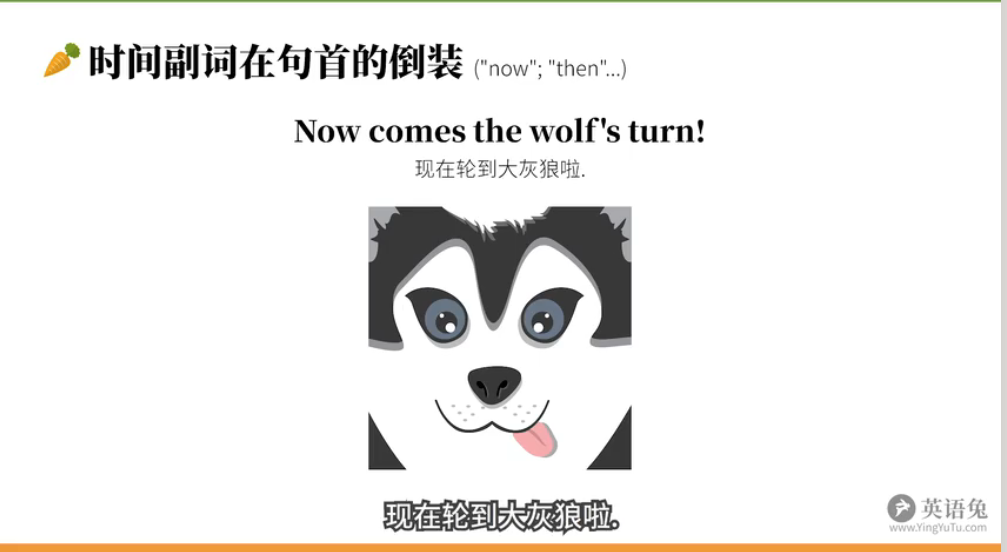 时间副词在句首的倒装 ("now"; "then"...)
Now comes the wolf's turn!
现在轮到大灰狼啦.
现在轮到大灰狼啦.
英语兔
www.YingYuTu.com